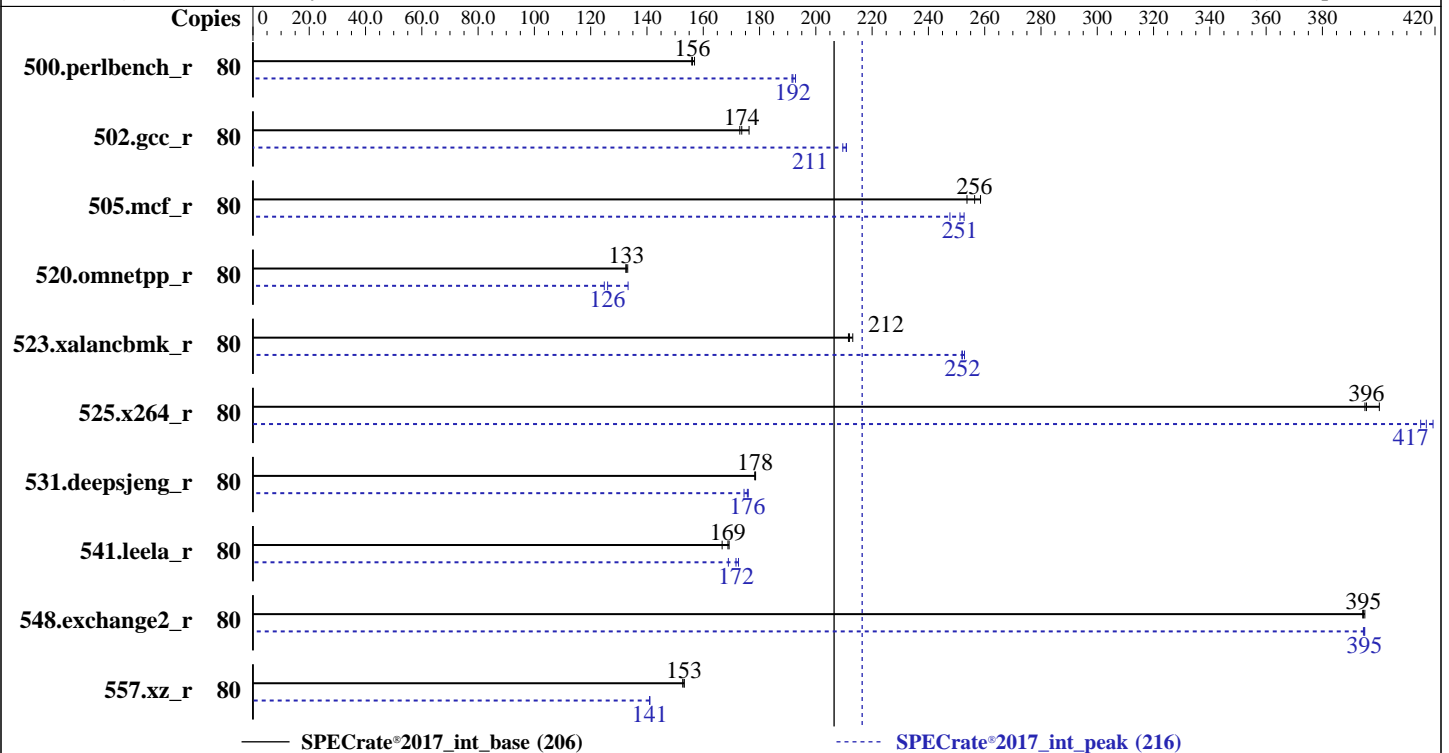 Copies 0 20.0 40.0 60.0 80.0 100 120 140 160 180 200 220 240 260 280 300 320 340 360 380 420
156
500.perlbench_r 80
192
174
502.gcc_r 80
211
256
505.mcf_r 80
251
133
520.omnetpp_r 80
126
212
523.xalancbmk_r 80
252
396
525.x264_r 80
417
178
531.deepsjeng_r 80
176
169
541.leela_r 80
172
395
548.exchange2_r 80
395
153
557.xz_r 80
141
SPECrate®2017_int_base (206) SPECrate®2017_int_peak (216)